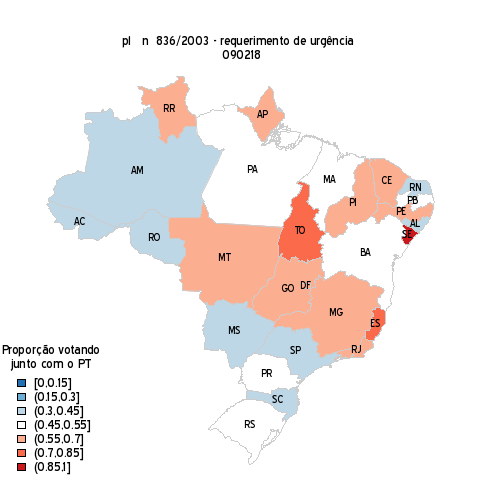 pl n 836/2003 - requerimento de urgência
090218
RR
AP
AM
PA
MA
CE
RN
PB
PI
PE
AL
SE
AC
RO
TO
MT
BA
GO
DF
MG
ES
MS
SP
RJ
PR
SC
RS
Proporção votando
junto com o PT
[0,0.15]
(0.15,0.3]
(0.3,0.45]
(0.45,0.55]
(0.55,0.7]
(0.7,0.85]
(0.85,1]